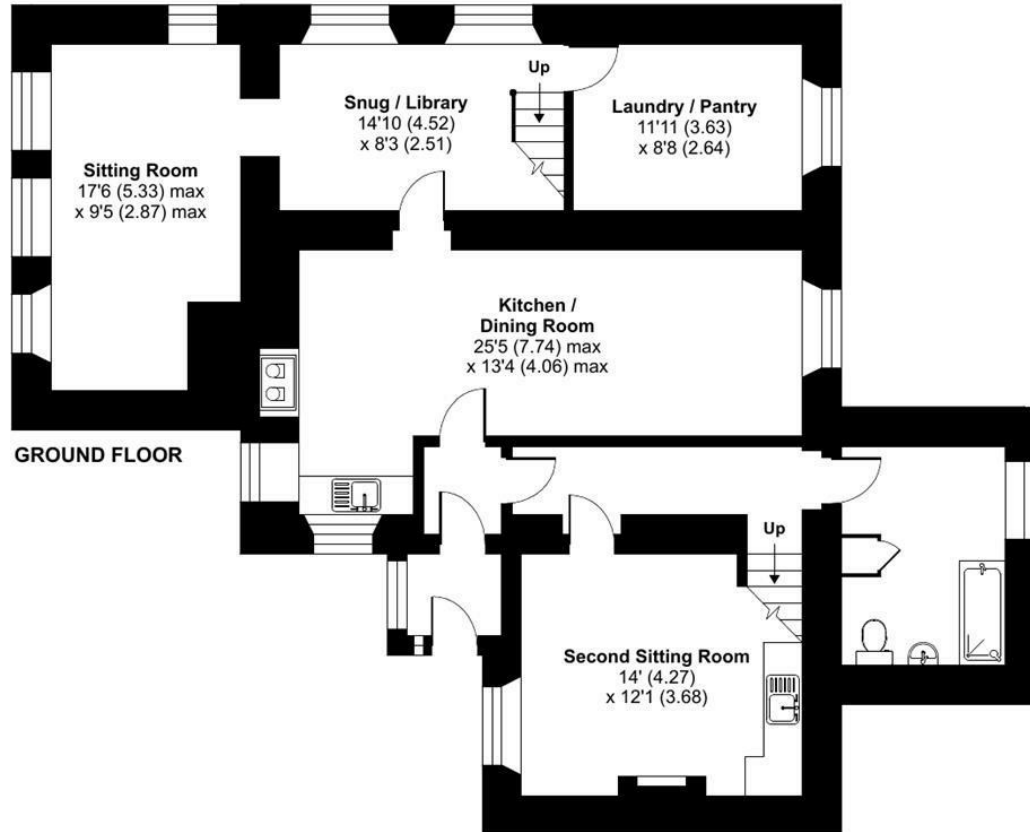 Up
Snug / Library
14'10 (4.52)
x 8'3 (2.51)
Laundry / Pantry
11'11 (3.63)
x 8'8 (2.64)
Sitting Room
17'6 (5.33) max
x 9'5 (2.87) max
Kitchen /
Dining Room
25'5 (7.74) max
x 13'4 (4.06) max
GROUND FLOOR
Up
Second Sitting Room
14' (4.27)
x 12'1 (3.68)